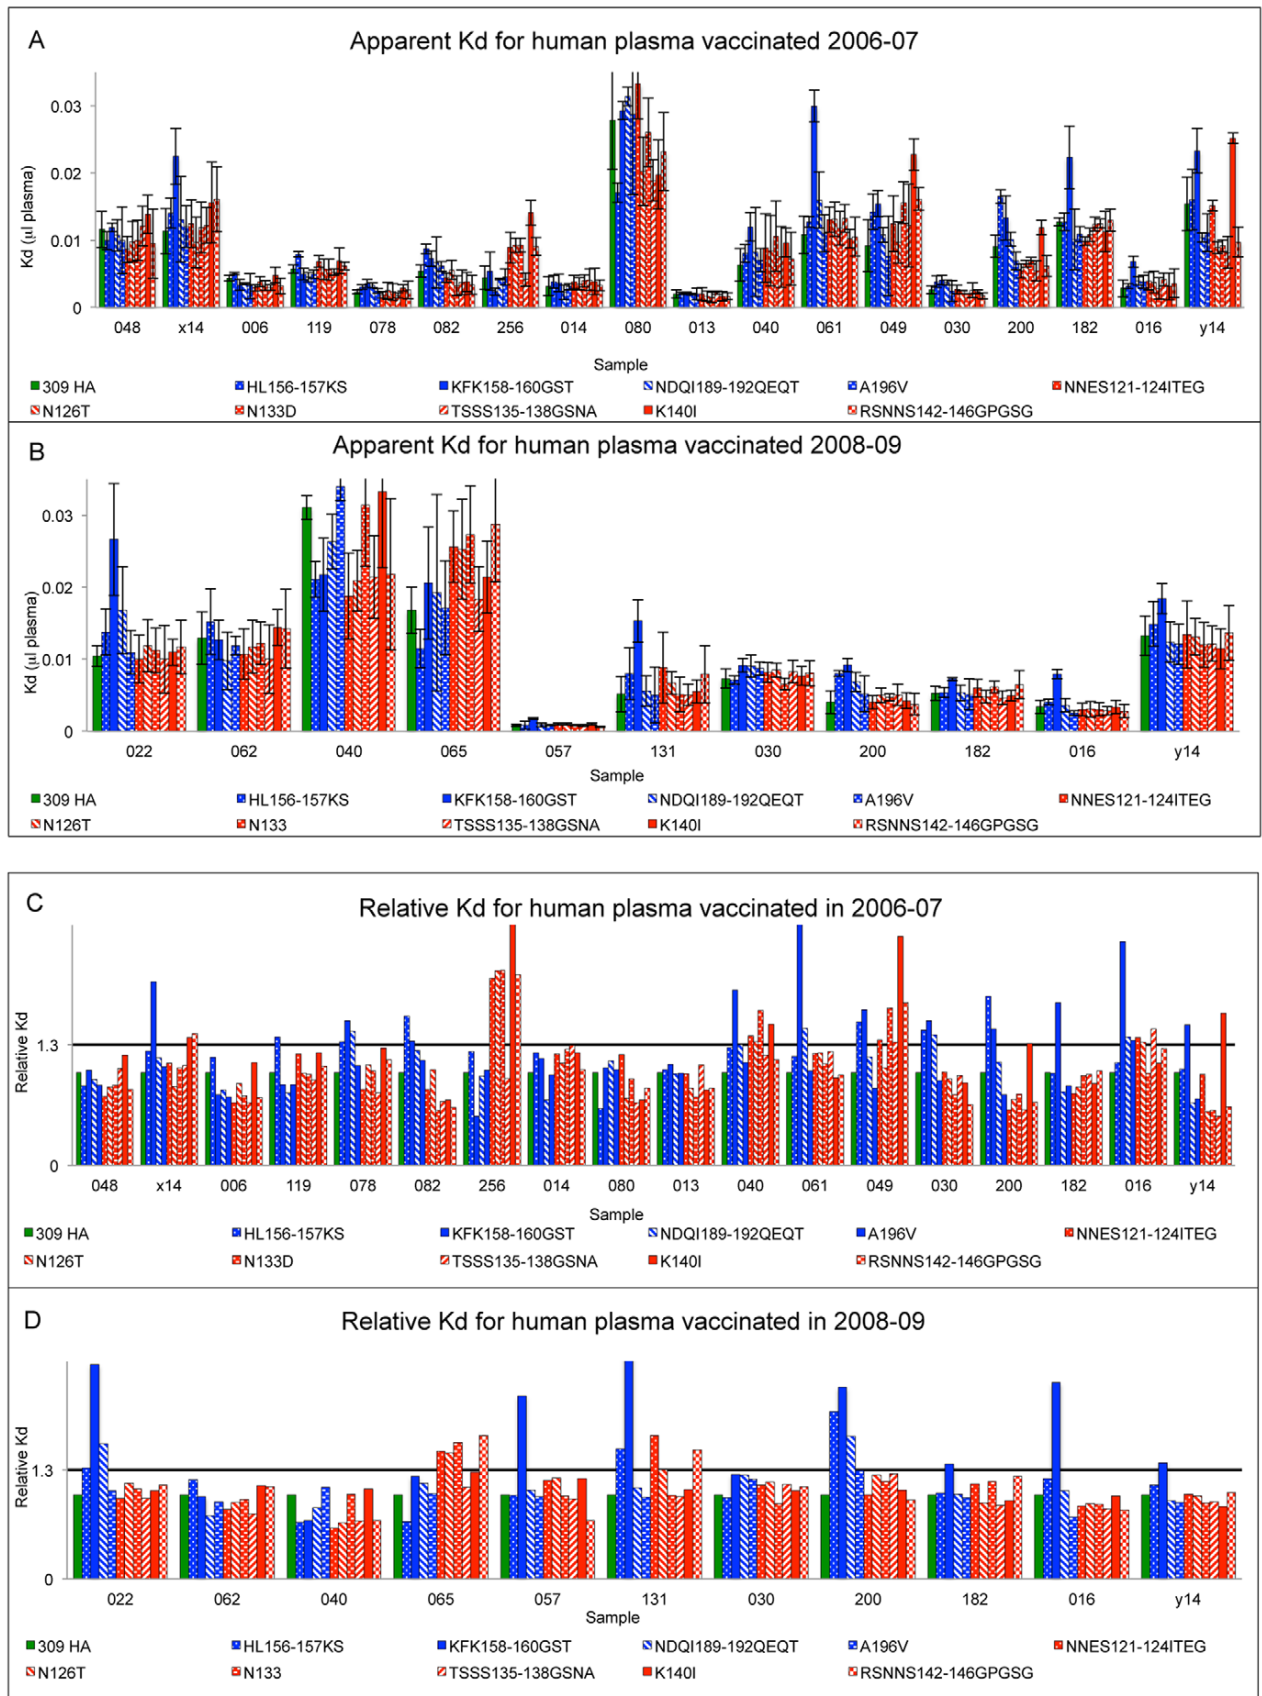 A
Apparent Kd for human plasma vaccinated 2006-07
Kd (µl plasma)
0.03
0.02
0.01
0
048 x14 006 119 078 082 256 014 080 013 040 061 049 030 200 182 016 y14
Sample
309 HA HL156-157KS KFK158-160GST NDQI189-192QEQT A196V NNES121-124ITEG
N126T N133D TSSS135-138GSNA K140I RSNNS142-146GPGSG
B
Apparent Kd for human plasma vaccinated 2008-09
Kd (µl plasma)
0.03
0.02
0.01
0
022 062 040 065 057 131 030 200 182 016 y14
Sample
309 HA HL156-157KS KFK158-160GST NDQI189-192QEQT A196V NNES121-124ITEG
N126T N133 TSSS135-138GSNA K140I RSNNS142-146GPGSG
C
Relative Kd for human plasma vaccinated in 2006-07
Relative Kd
1.3
0
048 x14 006 119 078 082 256 014 080 013 040 061 049 030 200 182 016 y14
Sample
309 HA HL156-157KS KFK158-160GST NDQI189-192QEQT A196V NNES121-124ITEG
N126T N133D TSSS135-138GSNA K140I RSNNS142-146GPGSG
D
Relative Kd for human plasma vaccinated in 2008-09
Relative Kd
1.3
0
022 062 040 065 057 131 030 200 182 016 y14
Sample
309 HA HL156-157KS KFK158-160GST NDQI189-192QEQT A196V NNES121-124ITEG
N126T N133 TSSS135-138GSNA K140I RSNNS142-146GPGSG